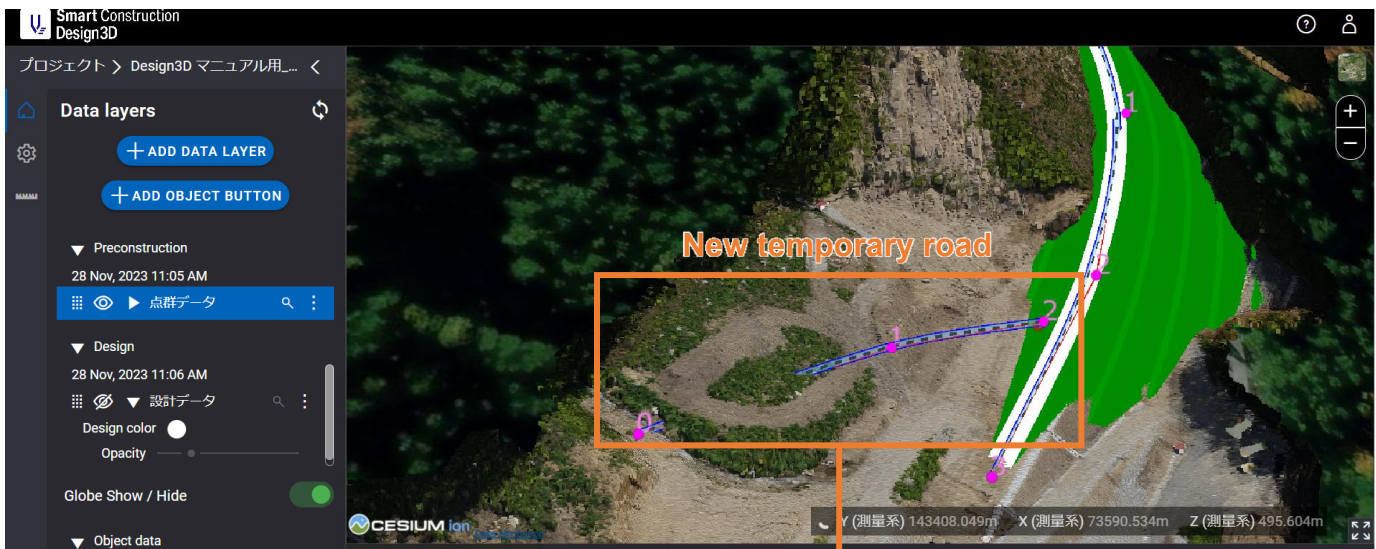 Smart Construction
Design3D
プロジェクト > Design3D マニュアル用_...
Data layers
+ ADD DATA LAYER
+ ADD OBJECT BUTTON
Preconstruction
28 Nov, 2023 11:05 AM
点群データ
Design
28 Nov, 2023 11:06 AM
設計データ
Design color
Opacity
Globe Show / Hide
Object data
New temporary road
1
2
2
1
0
3
CESIUM ion
Y (測量系) 143408.049m X (測量系) 73590.534m Z (測量系) 495.604m